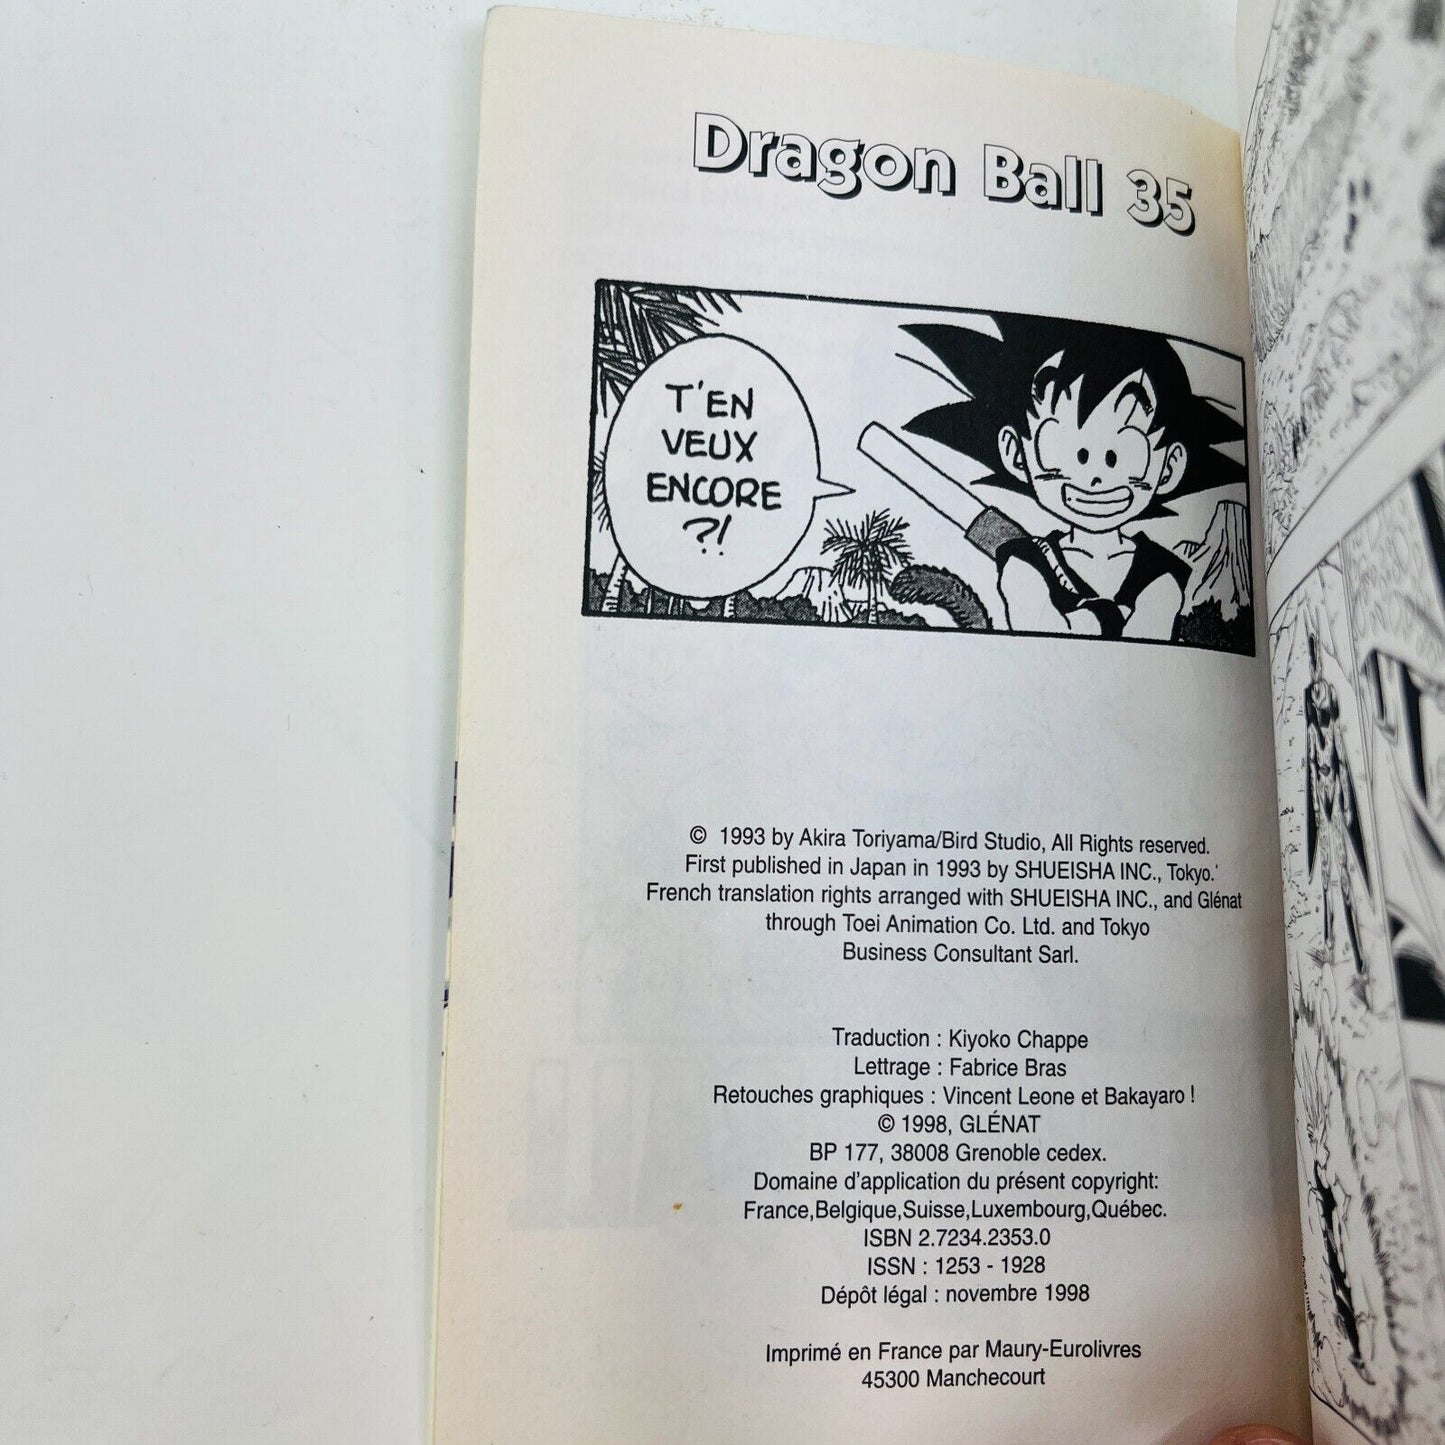 Dragon Ball 35
T'EN
VEUX
ENCORE
?!
© 1993 by Akira Toriyama/Bird Studio, All Rights reserved.
First published in Japan in 1993 by SHUEISHA INC., Tokyo.'
French translation rights arranged with SHUEISHA INC., and Glénat
through Toei Animation Co. Ltd. and Tokyo
Business Consultant Sarl.
Traduction : Kiyoko Chappe
Lettrage : Fabrice Bras
Retouches graphiques : Vincent Leone et Bakayaro !
© 1998, GLÉNAT
BP 177, 38008 Grenoble cedex.
Domaine d'application du présent copyright:
France,Belgique,Suisse,Luxembourg,Québec.
ISBN 2.7234.2353.0
ISSN : 1253 - 1928
Dépôt légal : novembre 1998
Imprimé en France par Maury-Eurolivres
45300 Manchecourt